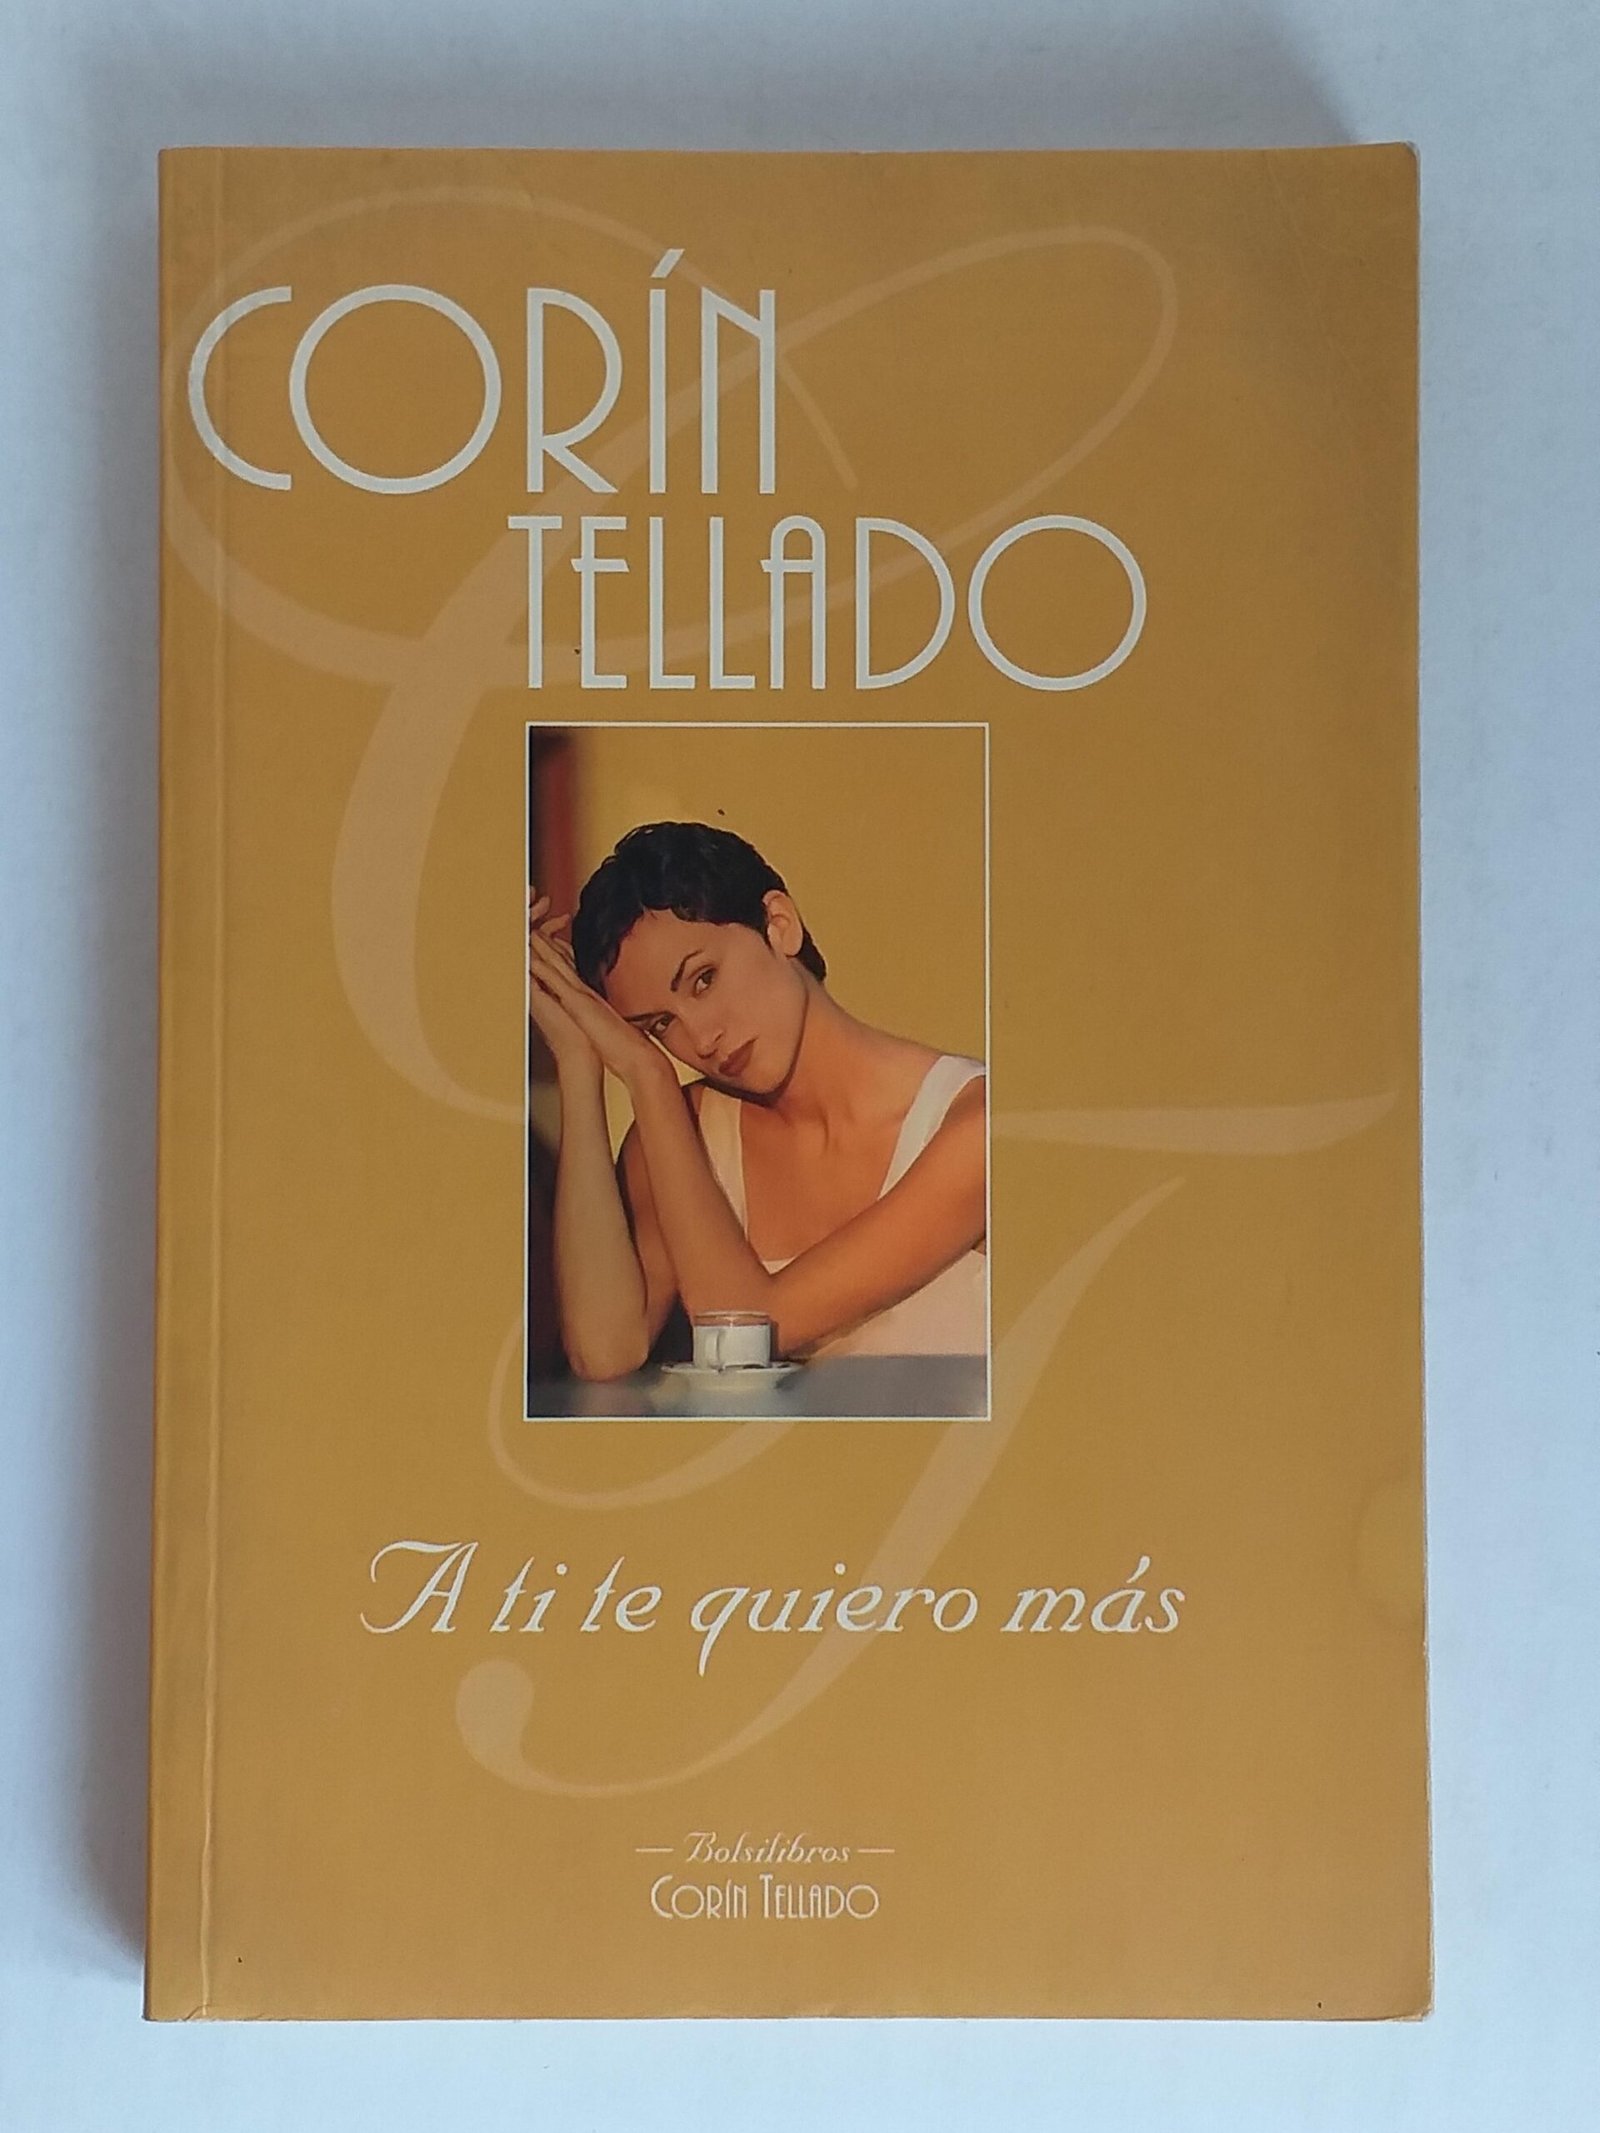 CORÍN
TELLADO
A ti te quiero más
Bolsilibros
CORÍN TELLADO